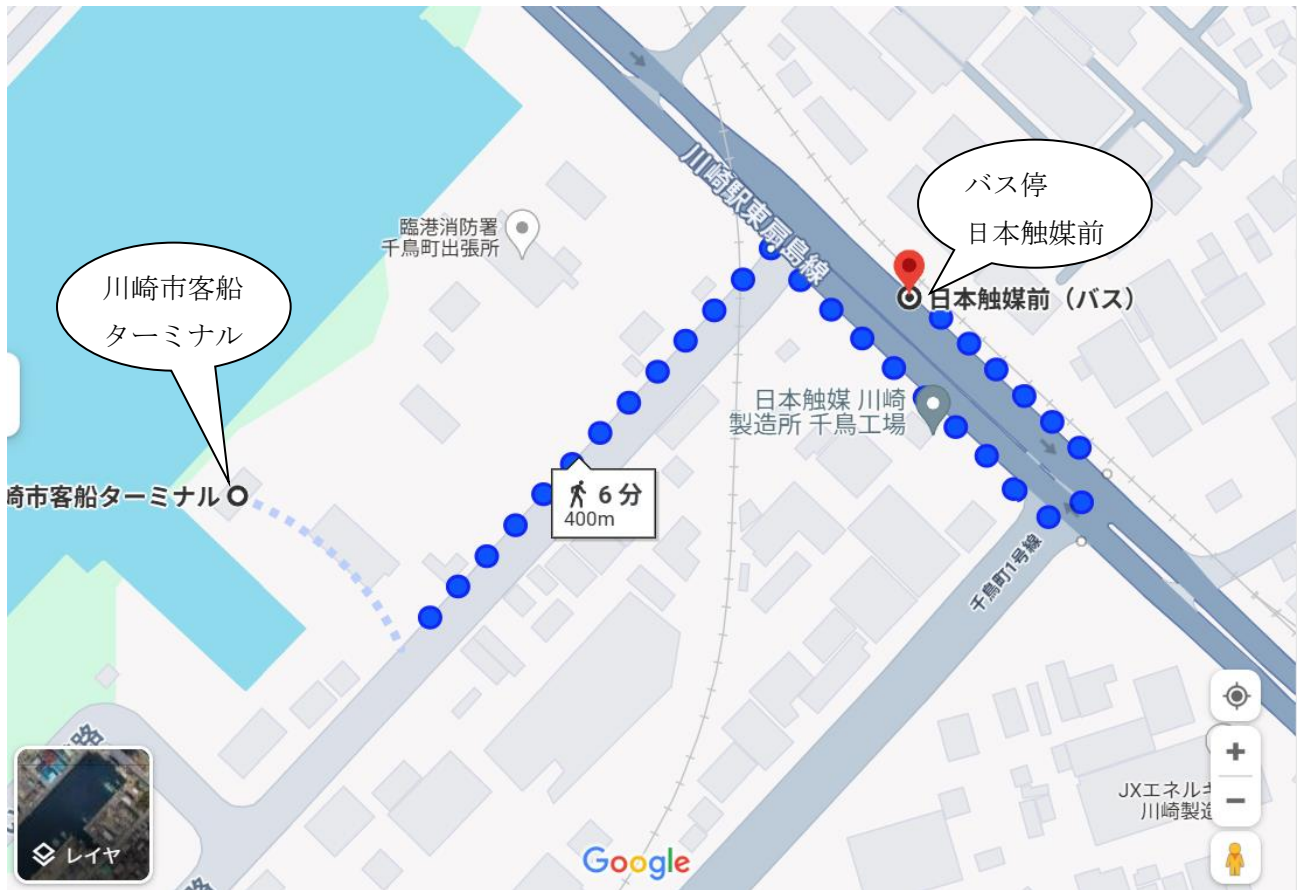 川崎駅東扇島線
バス停
日本触媒前
臨港消防署
千鳥町出張所
川崎市客船
ターミナル
日本触媒前（バス）
日本触媒 川崎
製造所 千鳥工場
崎市客船ターミナル
6 分
400m
千鳥町1号線
路
JXエネルギ
川崎製造
レイヤ
路
Google